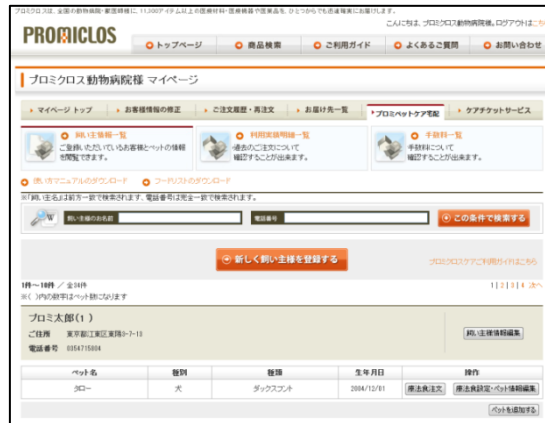 プロミクロスは、全国の動物病院・獣医師様に、11,000アイテム以上の医療材料・医療機器や医薬品を、ひとつからでも迅速確実にお届けします。
こんにちは、プロミクロス動物病院様。ログアウトはこちら
PROMICLOS
トップページ 商品検索 ご利用ガイド よくあるご質問 お問い合わせ
プロミクロス動物病院様 マイページ
マイページ トップ お客様情報の修正 ご注文履歴・再注文 お届け先一覧 プロミペットケア宅配 ケアチケットサービス
飼い主情報一覧
ご登録いただいているお客様とペットの情報
を閲覧できます。
利用実績明細一覧
過去のご注文について
確認することが出来ます。
手数料一覧
手数料について
確認することが出来ます。
使い方マニュアルのダウンロード フードリストのダウンロード
※「飼い主名」は前方一致で検索されます、電話番号は完全一致で検索されます。
飼い主様のお名前 電話番号 この条件で検索する
新しく飼い主様を登録する
プロミクロスケアご利用ガイドはこちら
1件～10件 / 全34件
1 | 2 | 3 | 4 次へ
※( )内の数字はペット数になります
プロミ太郎(1)
ご住所
電話番号 0354715804
飼い主様情報編集
ペット名 種別 種類 生年月日 操作
タロー 犬 ダックスフント 2004/12/01 療法食注文 療法食設定・ペット情報編集
ペットを追加する